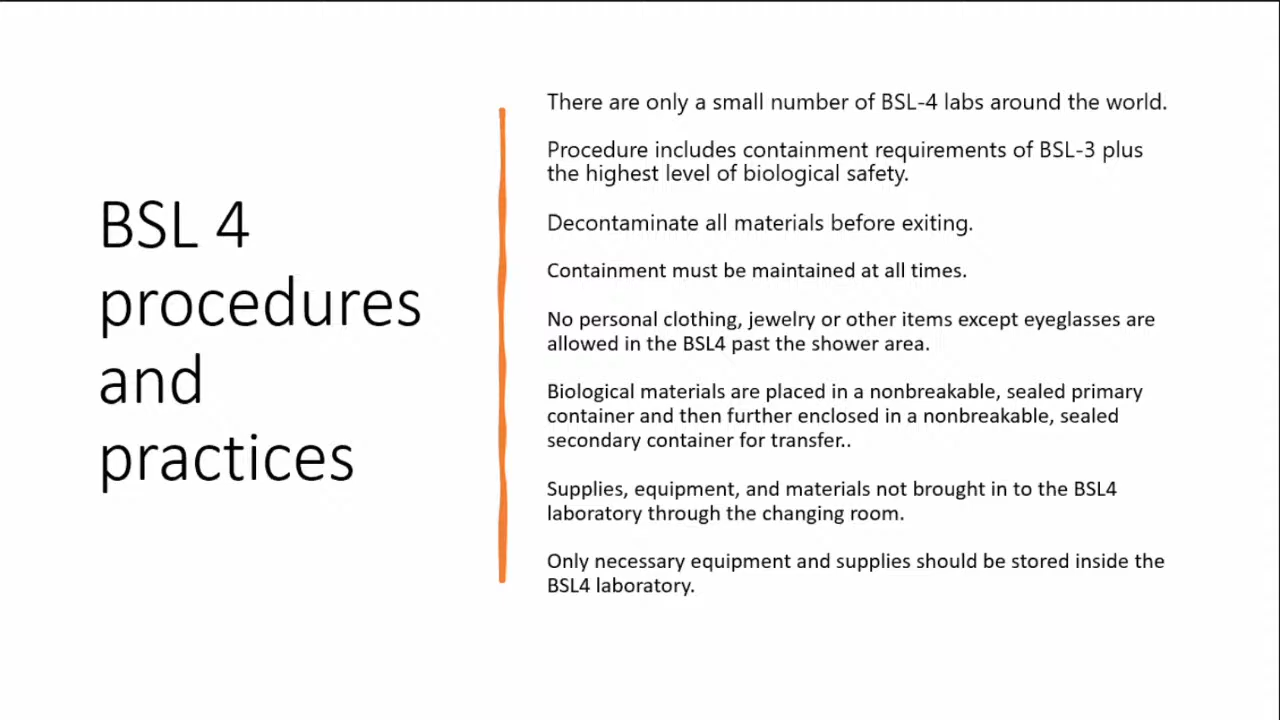 BSL 4
procedures
and
practices
There are only a small number of BSL-4 labs around the world.
Procedure includes containment requirements of BSL-3 plus
the highest level of biological safety.
Decontaminate all materials before exiting.
Containment must be maintained at all times.
No personal clothing, jewelry or other items except eyeglasses are
allowed in the BSL4 past the shower area.
Biological materials are placed in a nonbreakable, sealed primary
container and then further enclosed in a nonbreakable, sealed
secondary container for transfer..
Supplies, equipment, and materials not brought in to the BSL4
laboratory through the changing room.
Only necessary equipment and supplies should be stored inside the
BSL4 laboratory.